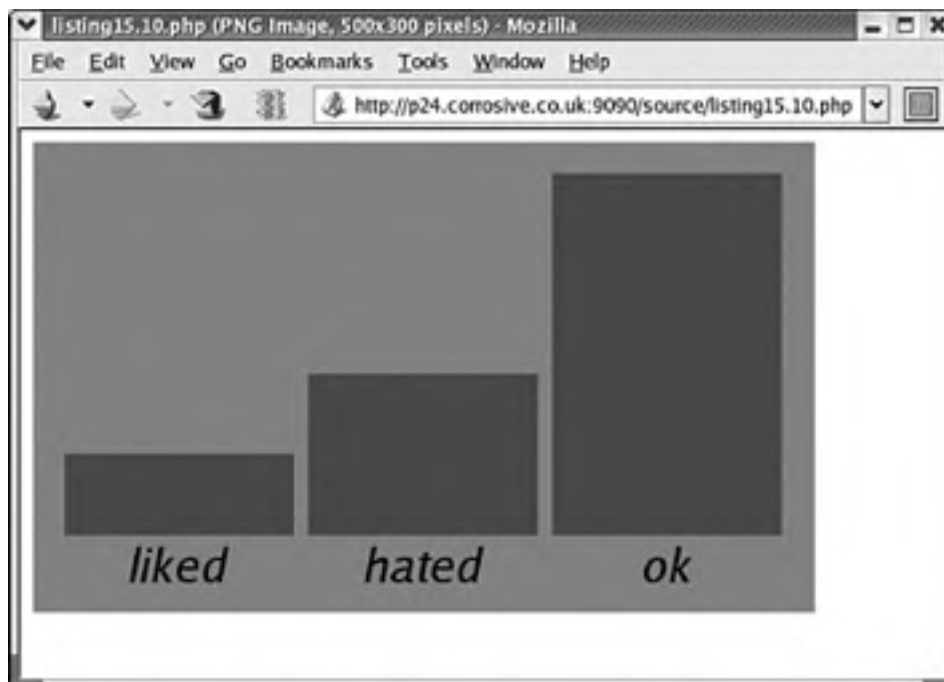 listing15.10.php (PNG Image, 500x300 pixels) - Mozilla
File Edit View Go Bookmarks Tools Window Help
http://p24.corrosive.co.uk:9090/source/listing15.10.php
liked hated ok